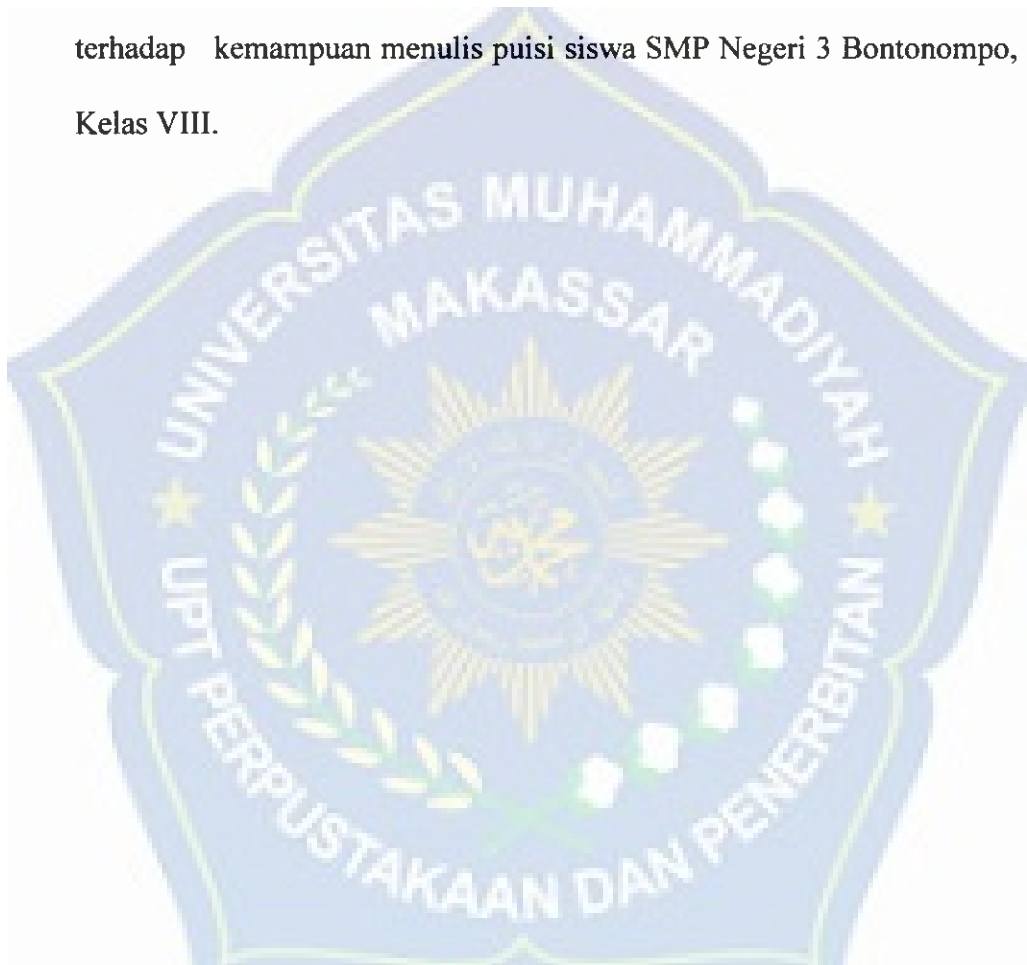 terhadap kemampuan menulis puisi siswa SMP Negeri 3 Bontonompo,
Kelas VIII.
UNIVERSITAS MUHAMMADIYAH
MAKASSAR
UPT PERPUSTAKAAN DAN PENERBITAN